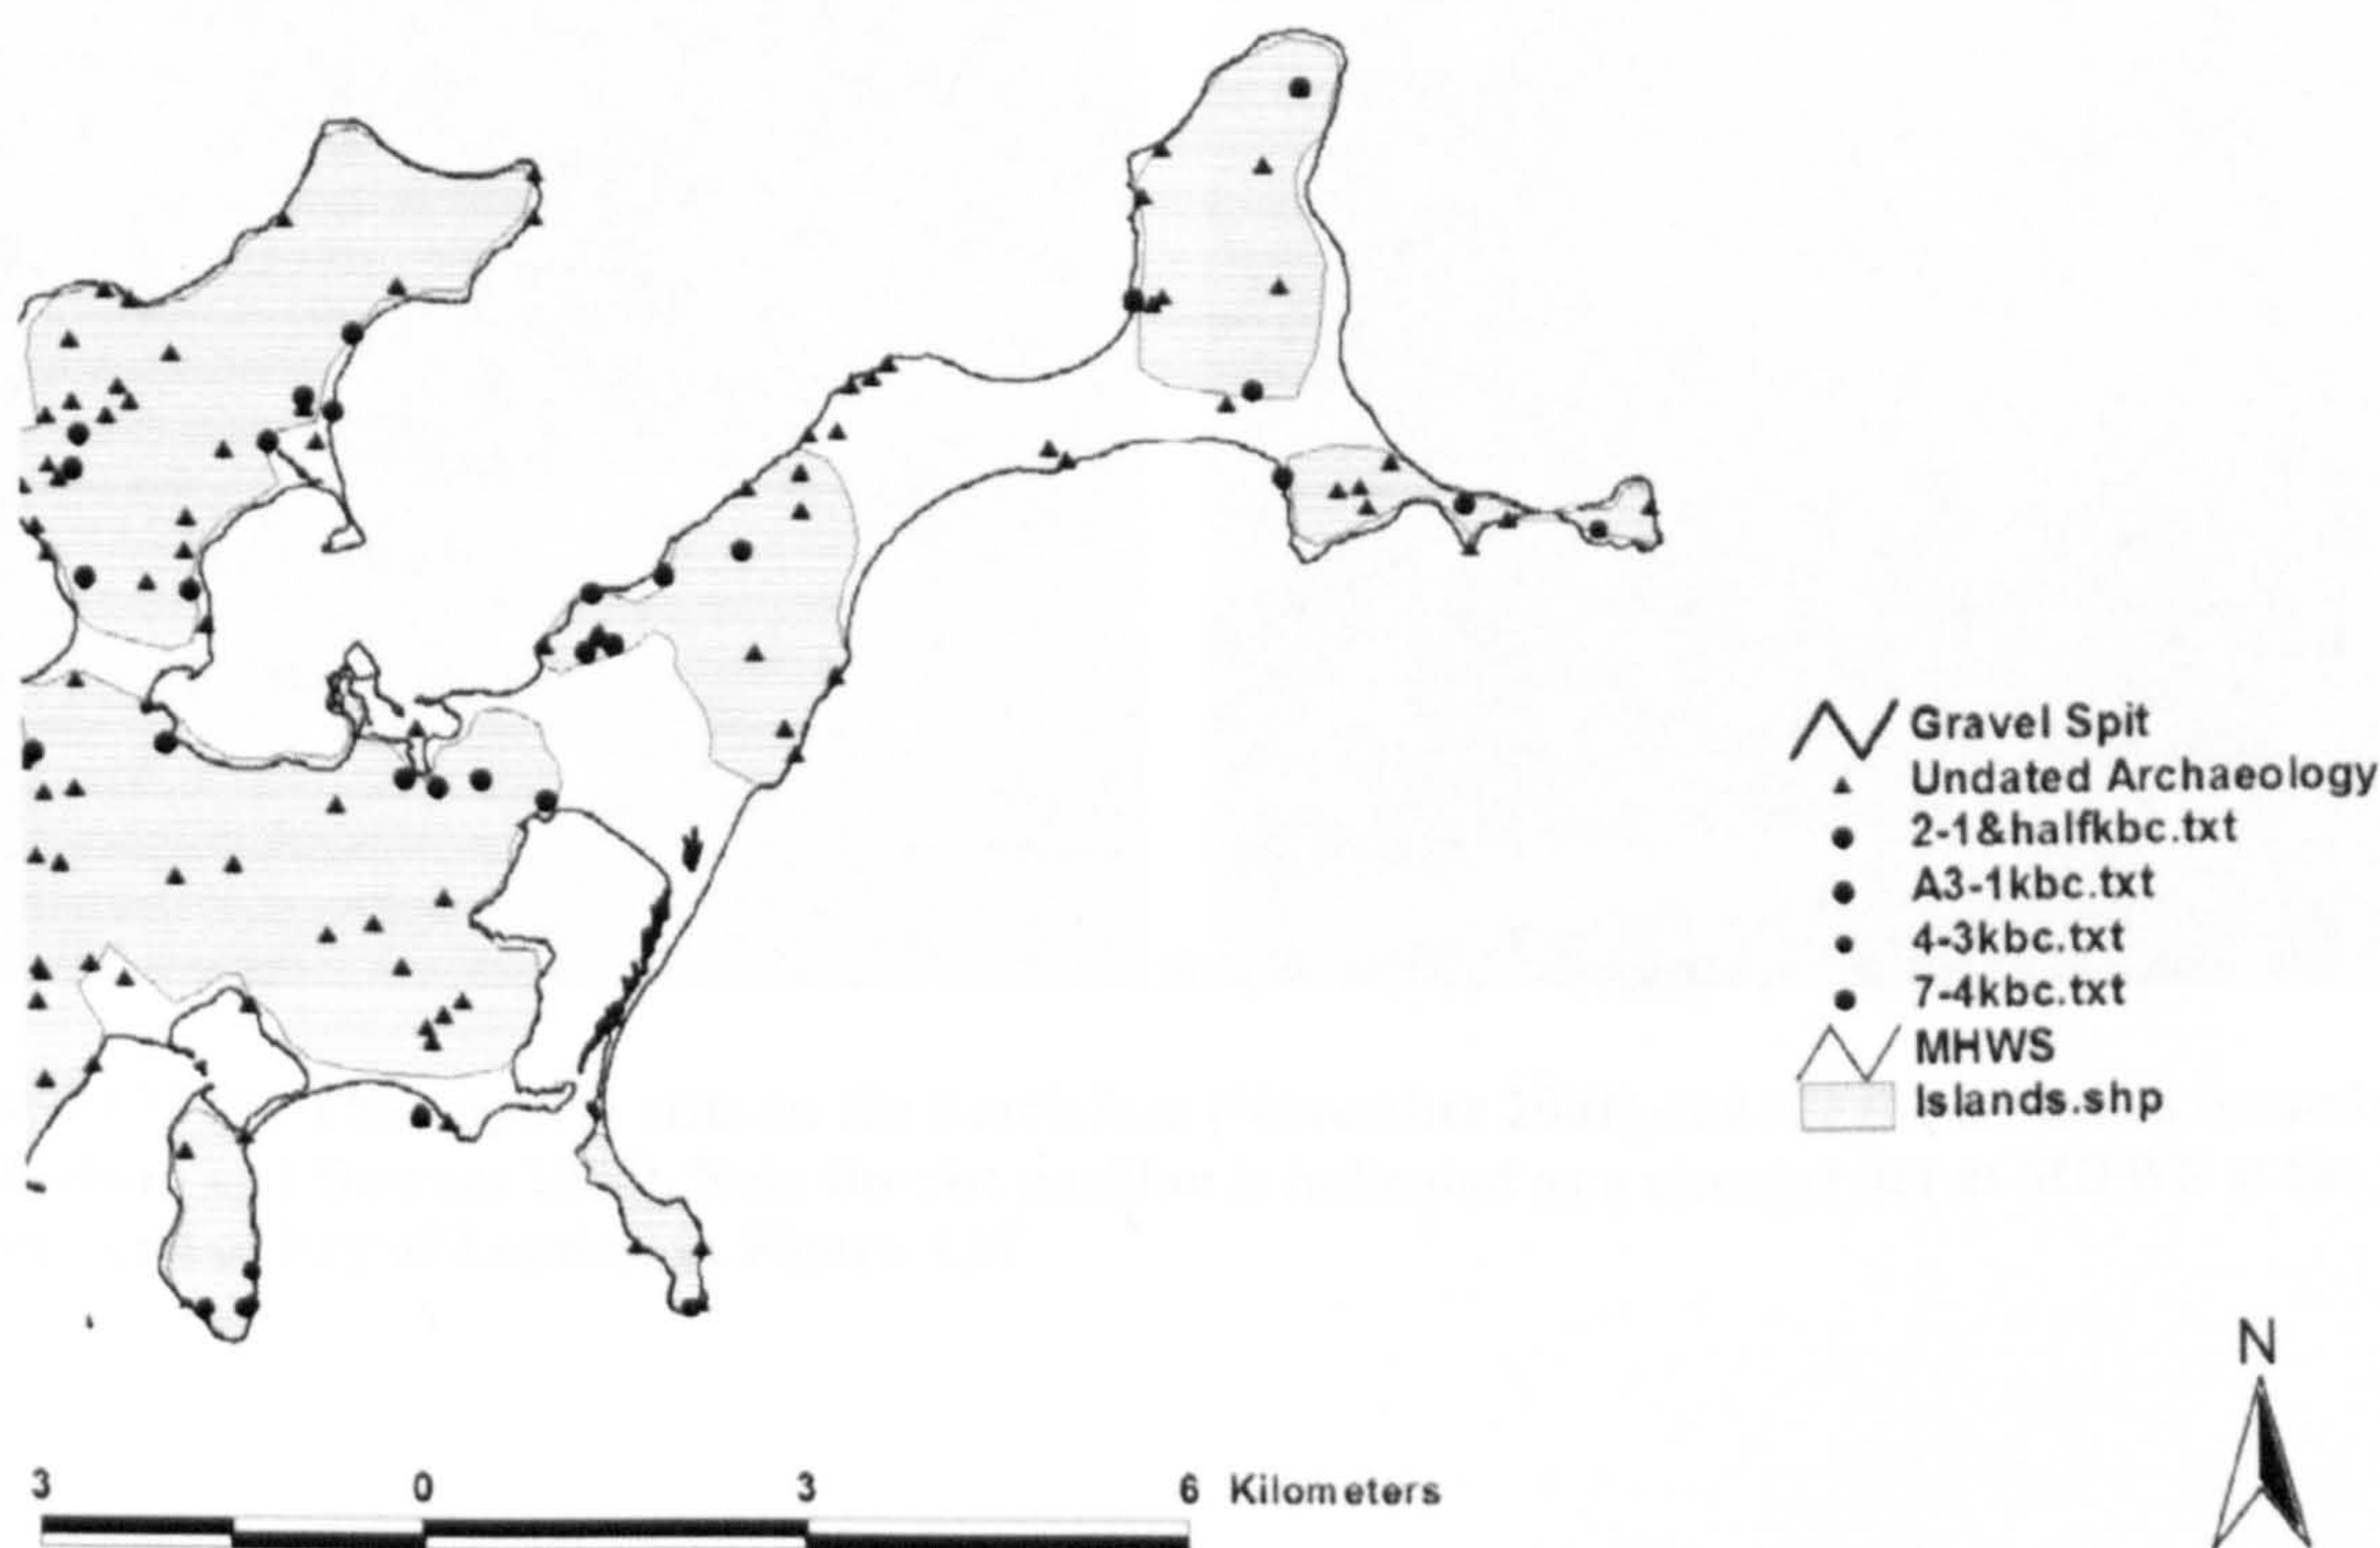 Gravel Spit
Undated Archaeology
2-1&halfkbc.txt
A3-1kbc.txt
4-3kbc.txt
7-4kbc.txt
MHWS
Islands.shp
N
3 0 3 6 Kilometers